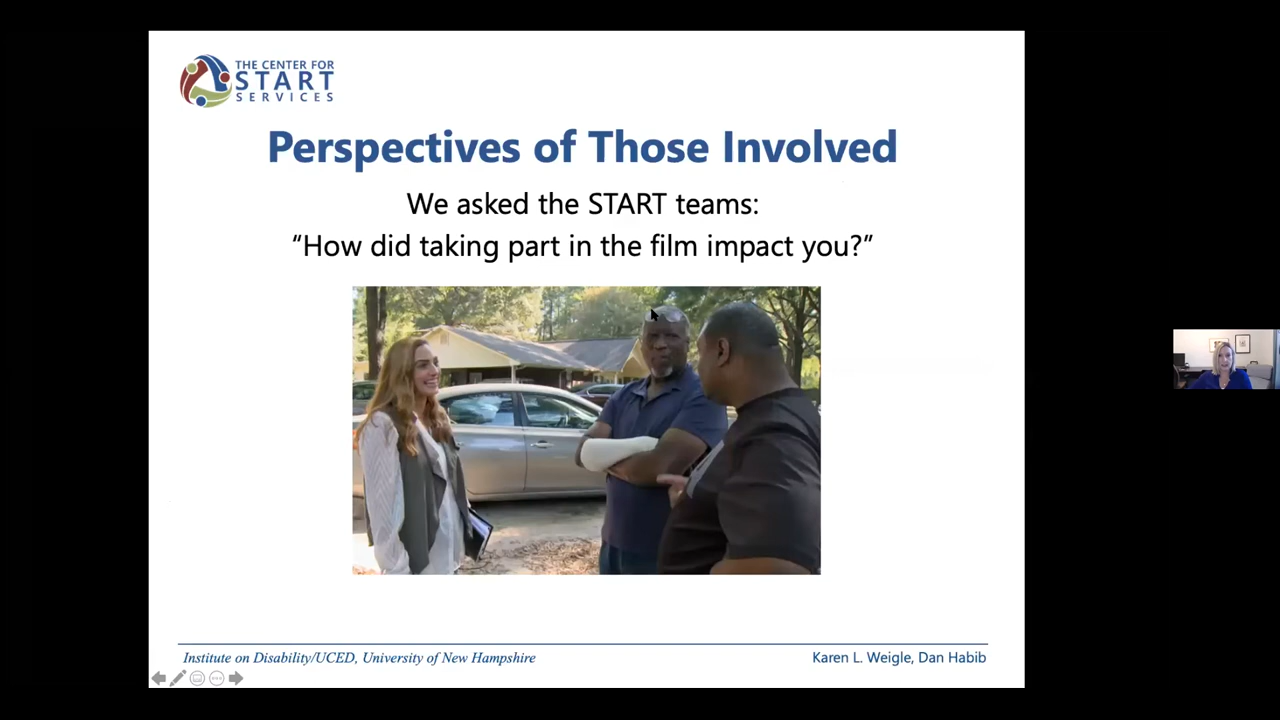 THE CENTER FOR
START
SERVICES
Perspectives of Those Involved
We asked the START teams:
“How did taking part in the film impact you?”
Institute on Disability/UCED, University of New Hampshire
Karen L. Weigle, Dan Habib